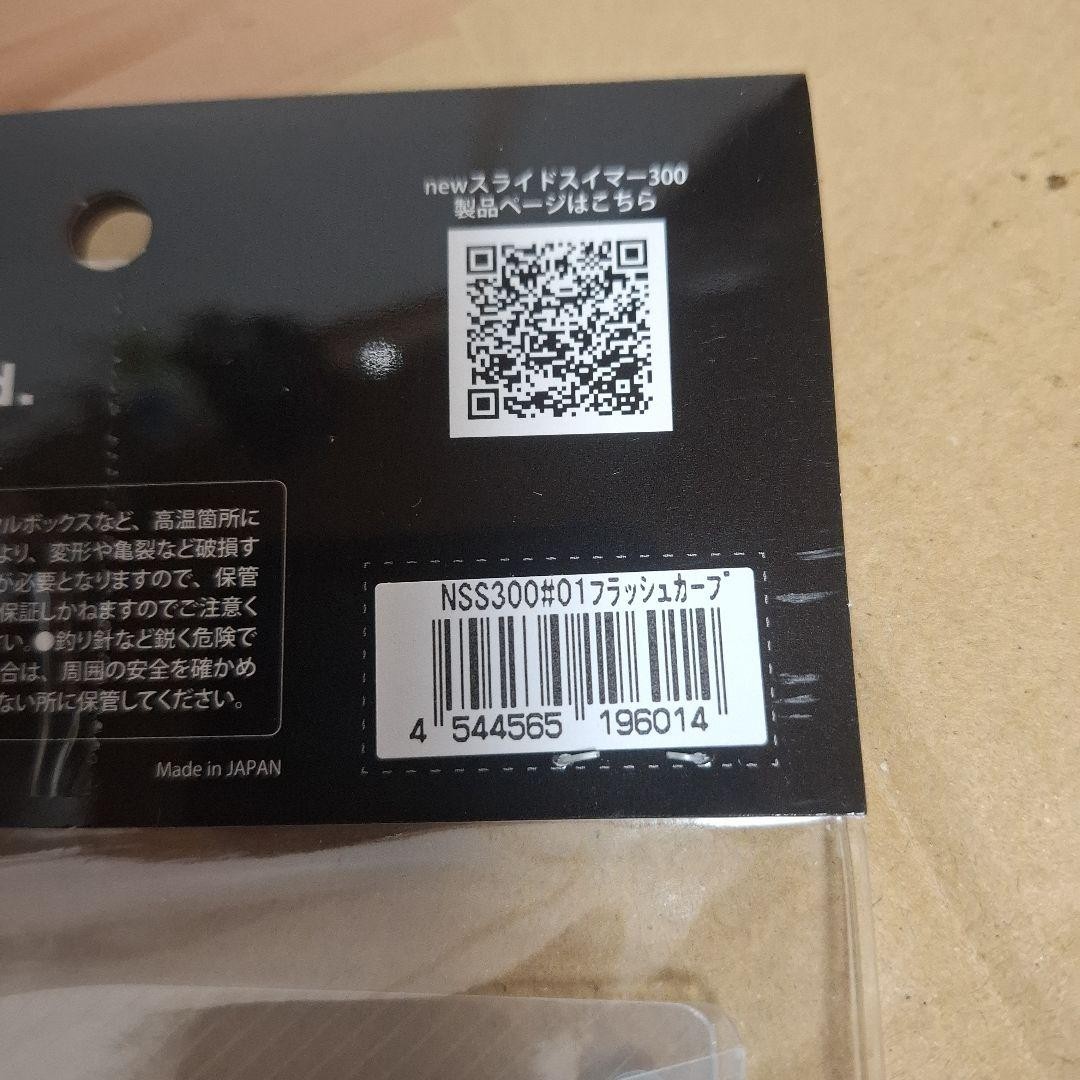 newスライドスイマー300
製品ページはこちら
d.
ルボックスなど、高温箇所に
より、変形や亀裂など破損す
が必要となりますので、保管
保証しかねますのでご注意く
い。●釣り針など鋭く危険で
合は、周囲の安全を確かめ
ない所に保管してください。
Made in JAPAN
NSS300#01フラッシュカープ
4 544565 196014